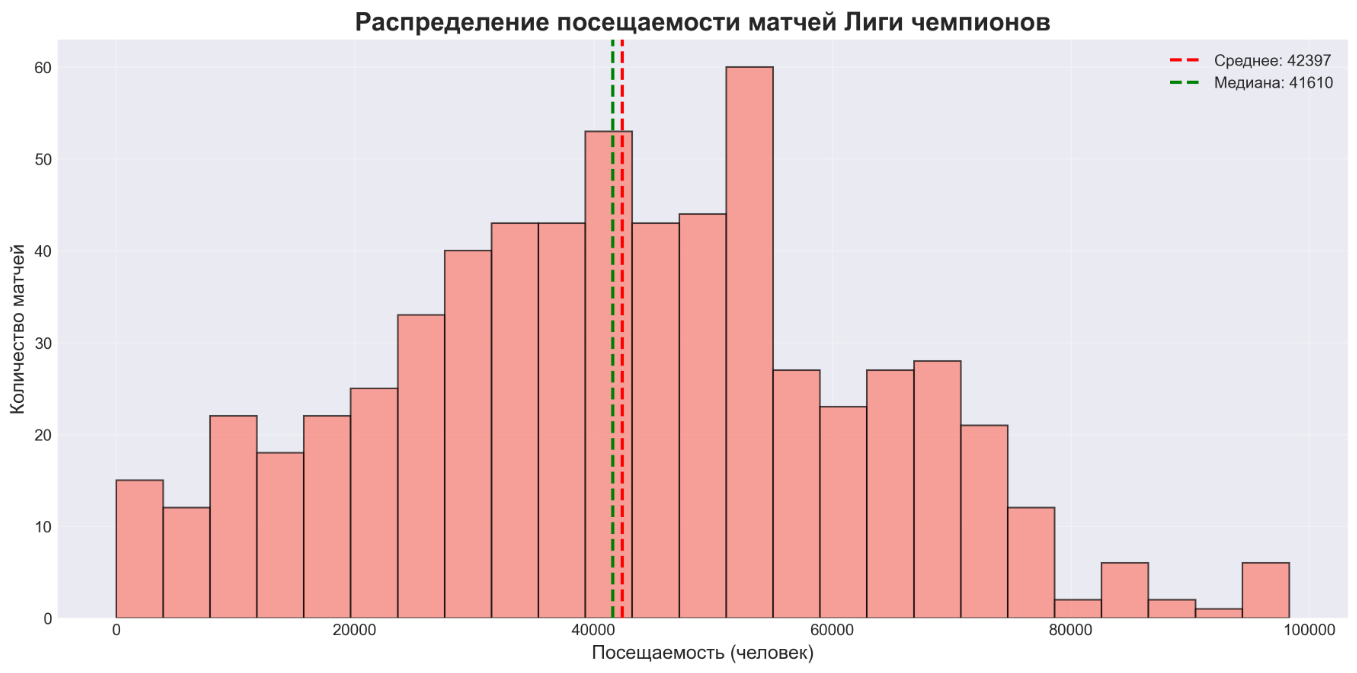 Распределение посещаемости матчей Лиги чемпионов
Среднее: 42397
Медиана: 41610
Количество матчей
60
50
40
30
20
10
0
0 20000 40000 60000 80000 100000
Посещаемость (человек)